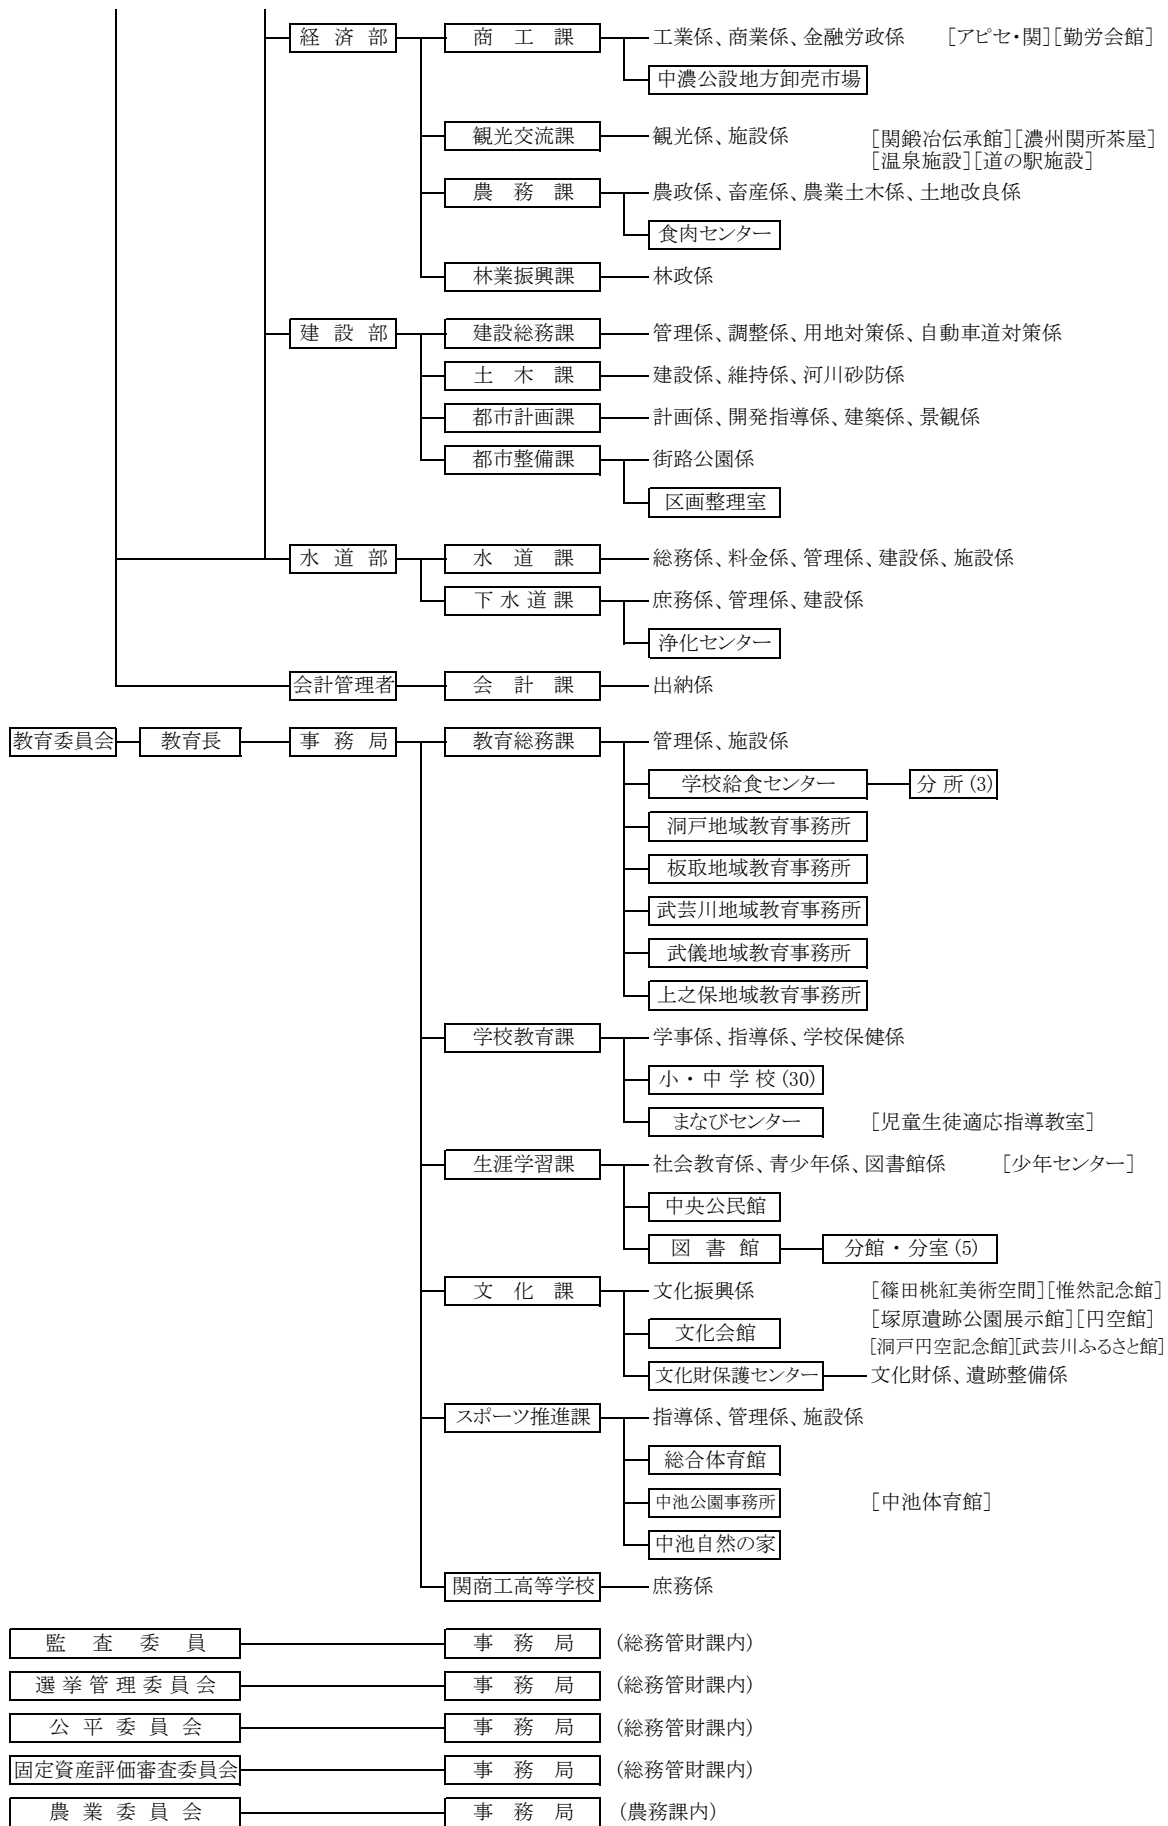 経済部 商工課 工業係、商業係、金融労政係 [アピセ・関][勤労会館]
中濃公設地方卸売市場
観光交流課 観光係、施設係 [関鍛冶伝承館][濃州関所茶屋]
[温泉施設][道の駅施設]
農務課 農政係、畜産係、農業土木係、土地改良係
食肉センター
林業振興課 林政係
建設部 建設総務課 管理係、調整係、用地対策係、自動車道対策係
土木課 建設係、維持係、河川砂防係
都市計画課 計画係、開発指導係、建築係、景観係
都市整備課 街路公園係
区画整理室
水道部 水道課 総務係、料金係、管理係、建設係、施設係
下水道課 庶務係、管理係、建設係
浄化センター
会計管理者 会計課 出納係
教育委員会 教育長 事務局 教育総務課 管理係、施設係
学校給食センター 分所(3)
洞戸地域教育事務所
板取地域教育事務所
武芸川地域教育事務所
武儀地域教育事務所
上之保地域教育事務所
学校教育課 学事係、指導係、学校保健係
小・中学校(30)
まなびセンター [児童生徒適応指導教室]
生涯学習課 社会教育係、青少年係、図書館係 [少年センター]
中央公民館
図書館 分館・分室(5)
文化課 文化振興係 [篠田桃紅美術空間][惟然記念館]
[塚原遺跡公園展示館][円空館]
文化会館
[洞戸円空記念館][武芸川ふるさと館]
文化財保護センター 文化財係、遺跡整備係
スポーツ推進課 指導係、管理係、施設係
総合体育館
中池公園事務所 [中池体育館]
中池自然の家
関商工高等学校 庶務係
監査委員 事務局 (総務管財課内)
選挙管理委員会 事務局 (総務管財課内)
公平委員会 事務局 (総務管財課内)
固定資産評価審査委員会 事務局 (総務管財課内)
農業委員会 事務局 (農務課内)